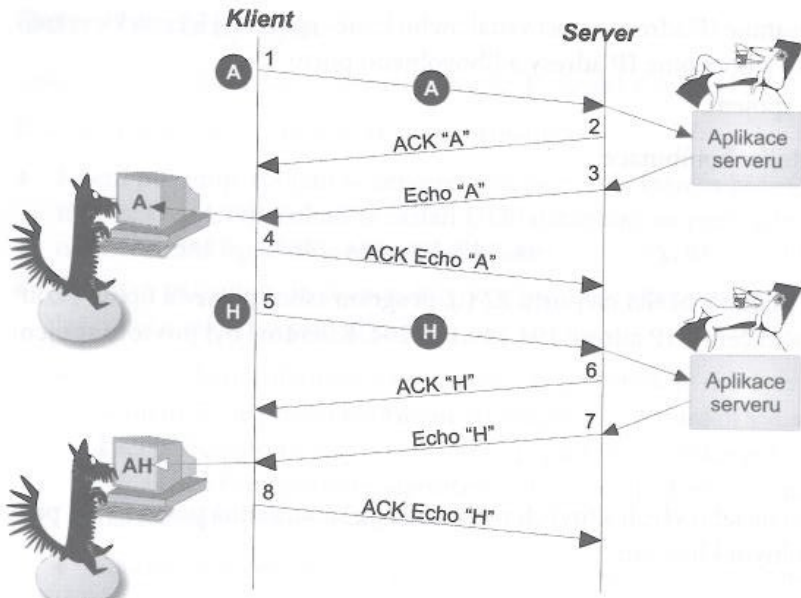 Klient
Server
1
A
A
2
ACK "A"
Aplikace
serveru
3
Echo "A"
A
4
ACK Echo "A"
5
H
H
6
ACK "H"
Aplikace
serveru
7
Echo "H"
AH
8
ACK Echo "H"